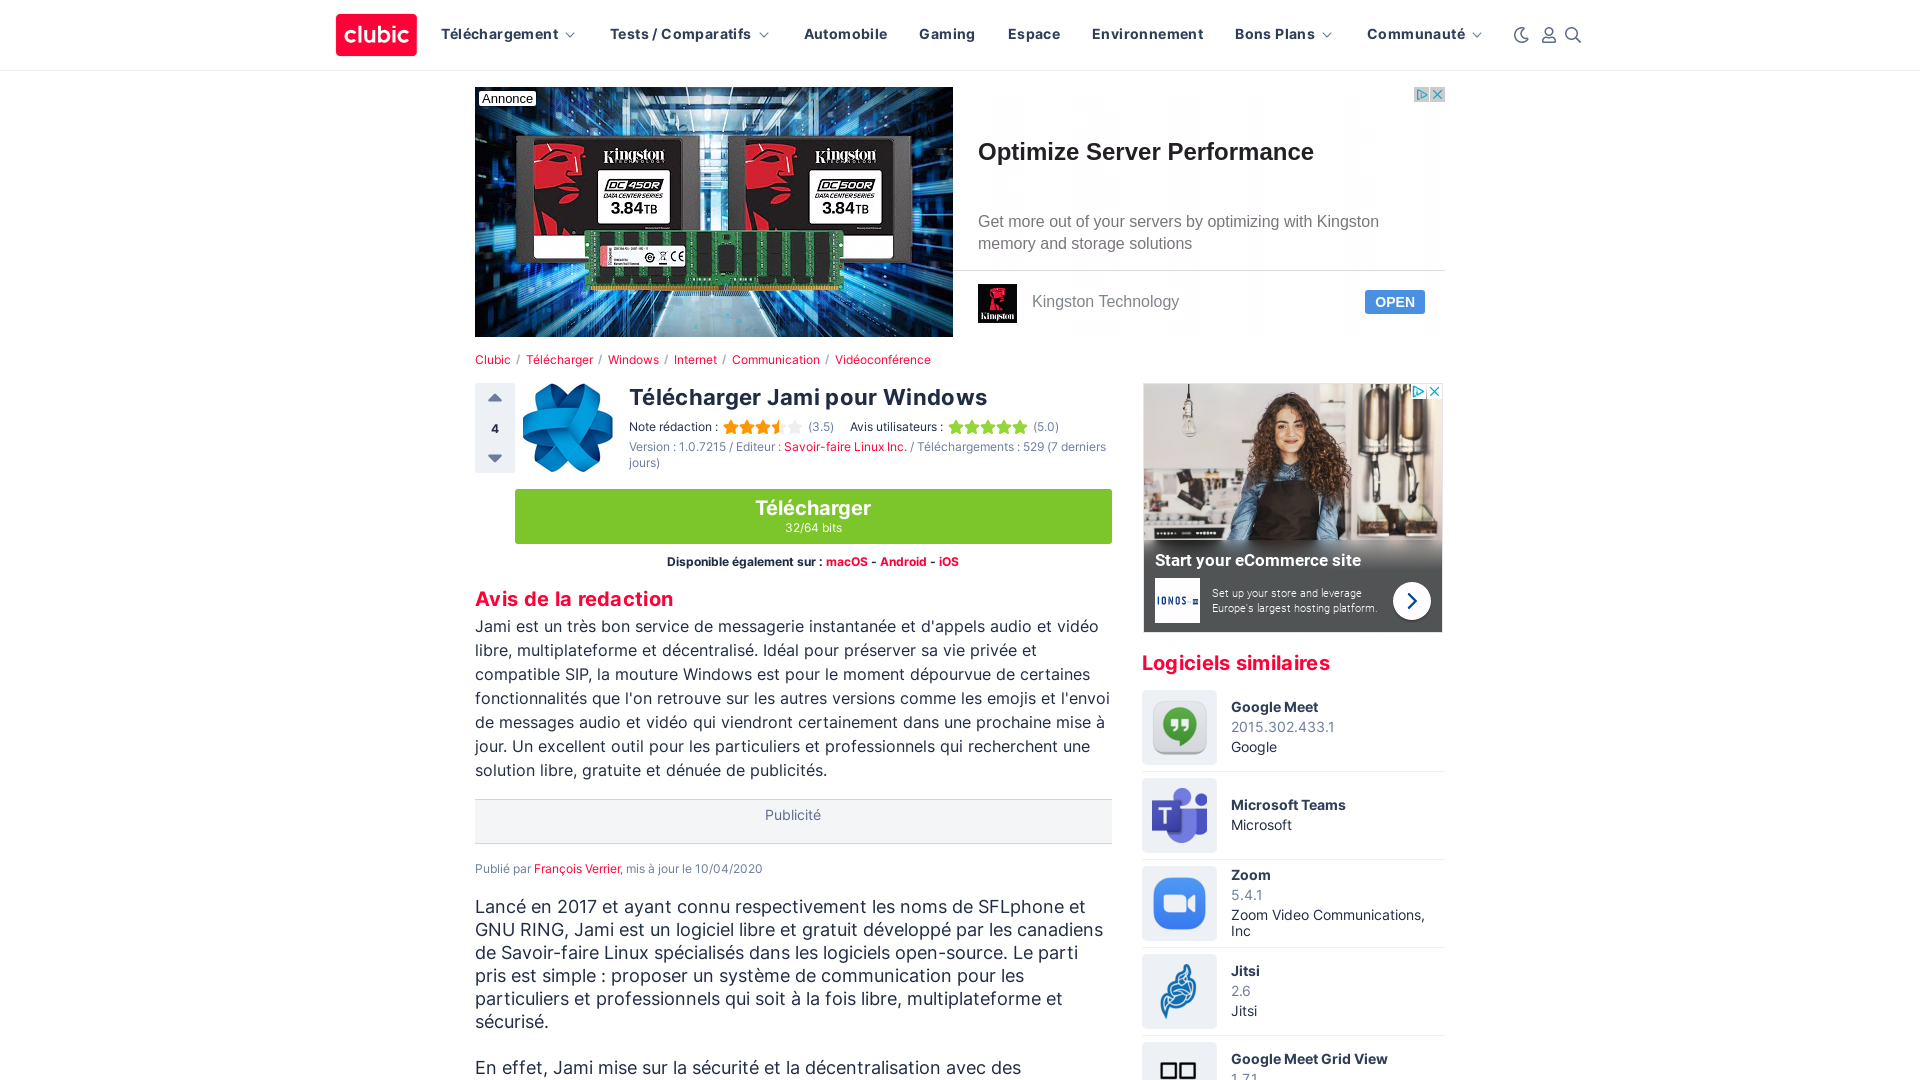 clubic
Téléchargement
Tests / Comparatifs
Automobile
Gaming
Espace
Environnement
Bons Plans
Communauté
Annonce
Kingston
TECHNOLOGY
DC450R
DATA CENTER SERIES
3.84TB
Kingston
TECHNOLOGY
DC500R
DATA CENTER SERIES
3.84TB
Optimize Server Performance
Get more out of your servers by optimizing with Kingston
memory and storage solutions
Kingston
Kingston Technology
OPEN
Clubic / Télécharger / Windows / Internet / Communication / Vidéoconférence
4
Télécharger Jami pour Windows
Note rédaction : (3.5) Avis utilisateurs : (5.0)
Version : 1.0.7215 / Editeur : Savoir-faire Linux Inc. / Téléchargements : 529 (7 derniers
jours)
Télécharger
32/64 bits
Disponible également sur : macOS - Android - iOS
Avis de la redaction
Jami est un très bon service de messagerie instantanée et d'appels audio et vidéo
libre, multiplateforme et décentralisé. Idéal pour préserver sa vie privée et
compatible SIP, la mouture Windows est pour le moment dépourvue de certaines
fonctionnalités que l'on retrouve sur les autres versions comme les emojis et l'envoi
de messages audio et vidéo qui viendront certainement dans une prochaine mise à
jour. Un excellent outil pour les particuliers et professionnels qui recherchent une
solution libre, gratuite et dénuée de publicités.
Publicité
Publié par François Verrier, mis à jour le 10/04/2020
Lancé en 2017 et ayant connu respectivement les noms de SFLphone et
GNU RING, Jami est un logiciel libre et gratuit développé par les canadiens
de Savoir-faire Linux spécialisés dans les logiciels open-source. Le parti
pris est simple : proposer un système de communication pour les
particuliers et professionnels qui soit à la fois libre, multiplateforme et
sécurisé.
En effet, Jami mise sur la sécurité et la décentralisation avec des
Start your eCommerce site
IONOS
Set up your store and leverage
Europe's largest hosting platform.
Logiciels similaires
Google Meet
2015.302.433.1
Google
T
Microsoft Teams
Microsoft
Zoom
5.4.1
Zoom Video Communications,
Inc
Jitsi
2.6
Jitsi
Google Meet Grid View
1.7.1